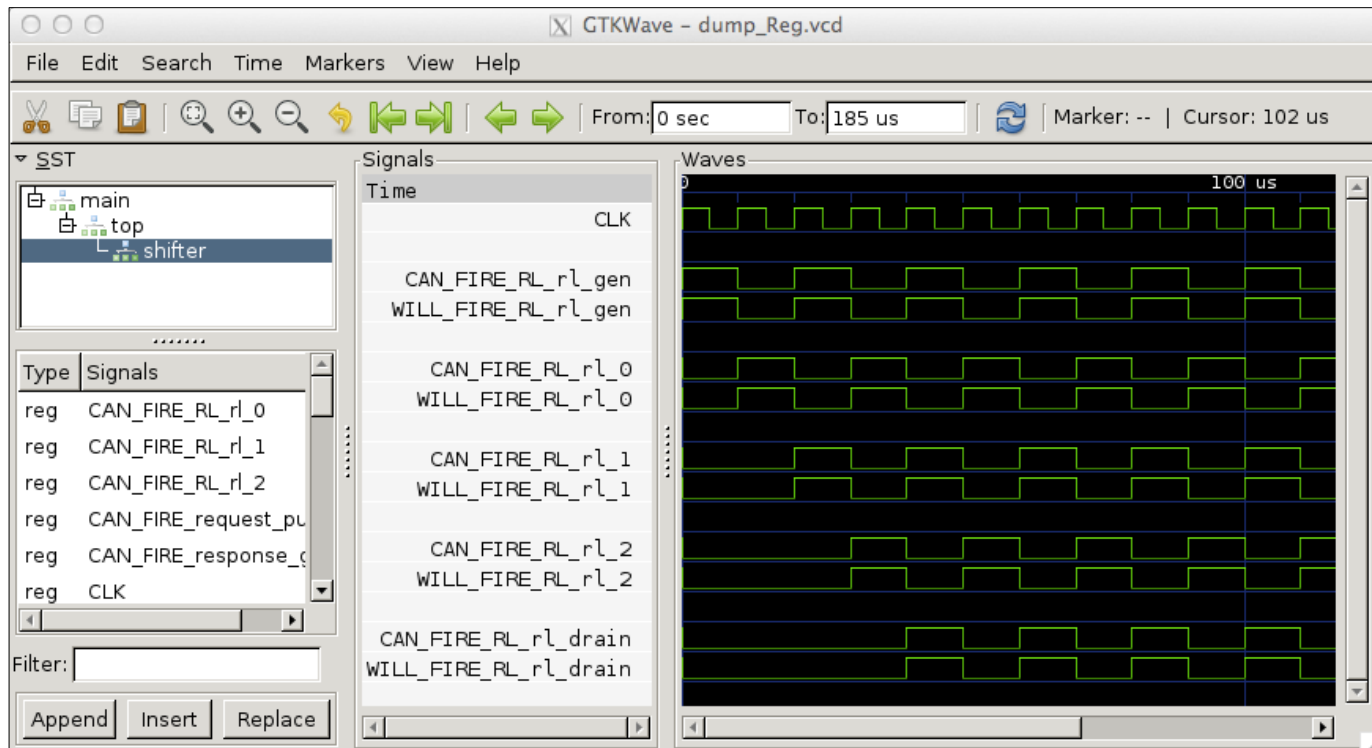 GTKWave - dump_Reg.vcd
File Edit Search Time Markers View Help
From: 0 sec To: 185 us Marker: -- | Cursor: 102 us
SST
main
top
shifter
Type Signals
reg CAN_FIRE_RL_rl_0
reg CAN_FIRE_RL_rl_1
reg CAN_FIRE_RL_rl_2
reg CAN_FIRE_request_pu
reg CAN_FIRE_response_g
reg CLK
Filter:
Append Insert Replace
Signals
Time
CLK
CAN_FIRE_RL_rl_gen
WILL_FIRE_RL_rl_gen
CAN_FIRE_RL_rl_0
WILL_FIRE_RL_rl_0
CAN_FIRE_RL_rl_1
WILL_FIRE_RL_rl_1
CAN_FIRE_RL_rl_2
WILL_FIRE_RL_rl_2
CAN_FIRE_RL_rl_drain
WILL_FIRE_RL_rl_drain
Waves
0 100 us